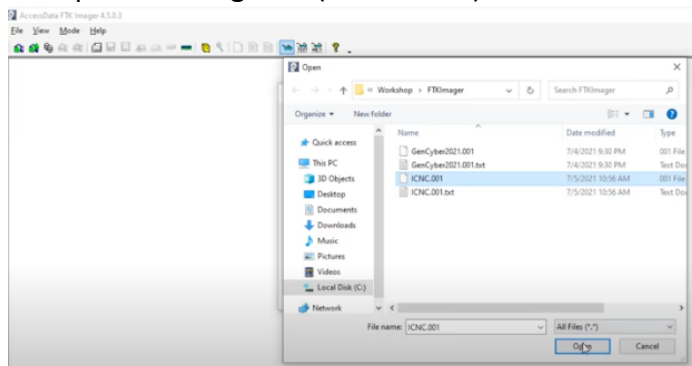 AccessData FTK Imager 4.5.0.3
File View Mode Help
Open
Workshop › FTKImager
Search FTKImager
Organize
New folder
Name
Date modified
Type
Quick access
This PC
3D Objects
Desktop
Documents
Downloads
Music
Pictures
Videos
Local Disk (C:)
Network
GenCyber2021.001 7/4/2021 9:30 PM 001 File
GenCyber2021.001.txt 7/4/2021 9:30 PM Text Do
ICNC.001 7/5/2021 10:56 AM 001 File
ICNC.001.txt 7/5/2021 10:56 AM Text Do
File name: ICNC.001
All Files (*.*)
Open
Cancel